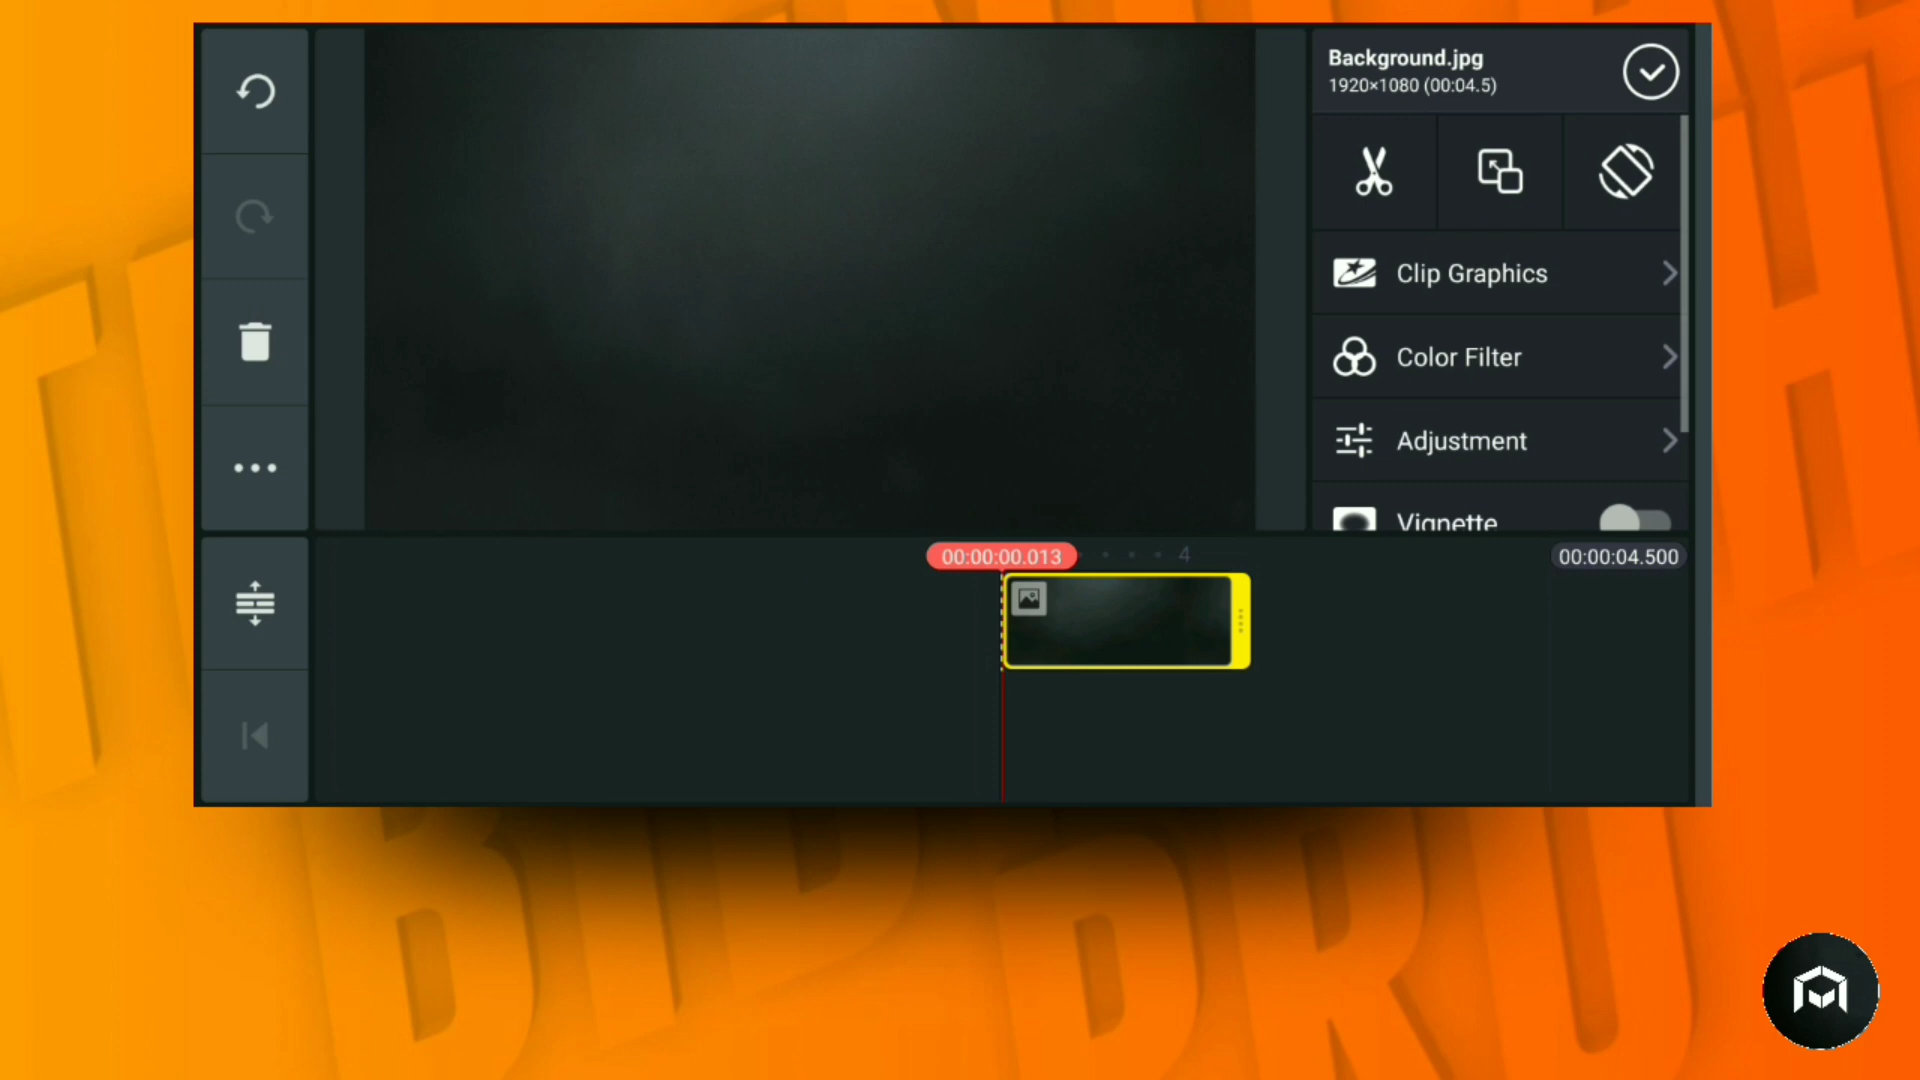 Background.jpg
1920×1080 (00:04.5)
Clip Graphics
Color Filter
Adjustment
Vignette
00:00:00.013
4
00:00:04.500